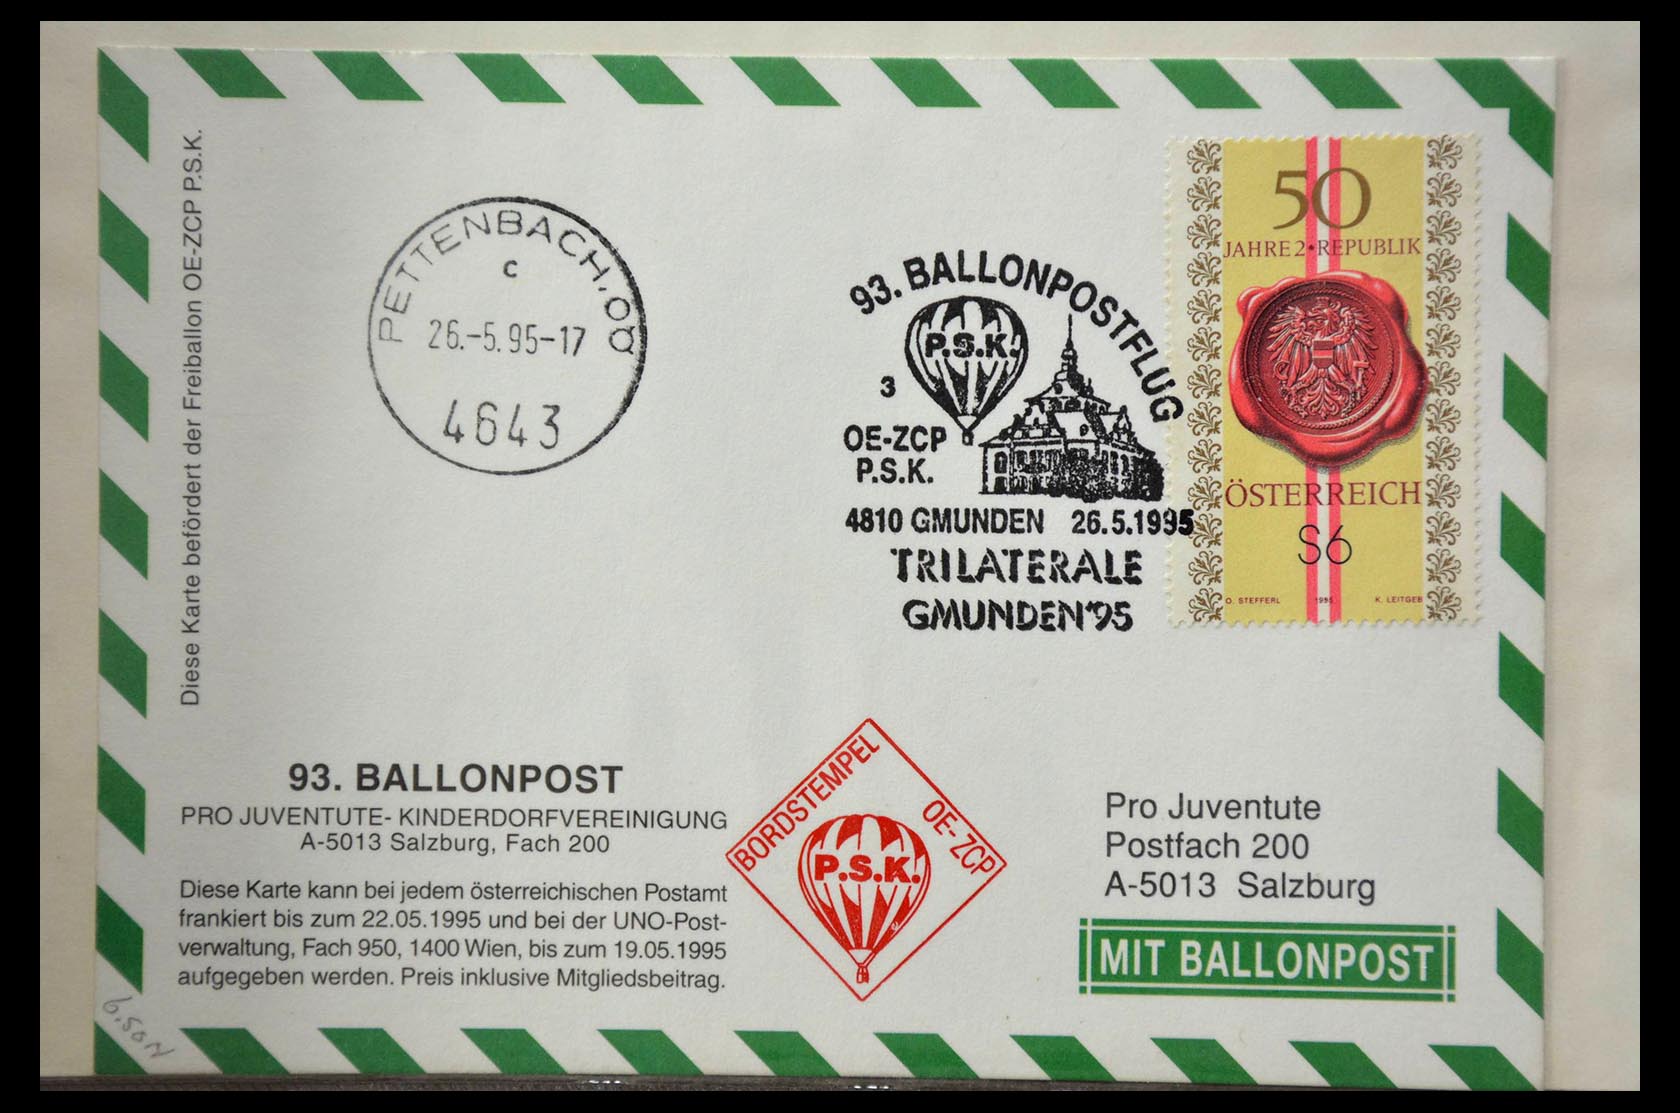 Diese Karte befördert der Freiballon OE-ZCP P.S.K.
PETTENBACH, OÖ
c
26.-5.95-17
4643
93. BALLONPOSTFLUG
P.S.K.
3
OE-ZCP
P.S.K.
4810 GMUNDEN 26.5.1995
TRILATERALE
GMUNDEN'95
50
JAHRE 2•REPUBLIK
ÖSTERREICH
S6
O. STEFFERL 1995 K. LEITGEB
93. BALLONPOST
PRO JUVENTUTE- KINDERDORFVEREINIGUNG
A-5013 Salzburg, Fach 200
Diese Karte kann bei jedem österreichischen Postamt
frankiert bis zum 22.05.1995 und bei der UNO-Post-
verwaltung, Fach 950, 1400 Wien, bis zum 19.05.1995
aufgegeben werden. Preis inklusive Mitgliedsbeitrag.
BORDSTEMPEL
OE-ZCP
P.S.K.
Pro Juventute
Postfach 200
A-5013 Salzburg
MIT BALLONPOST
6.50N